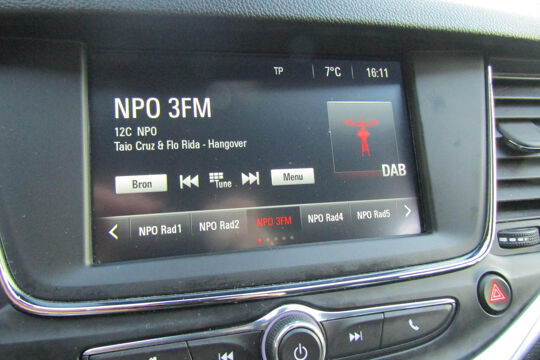 TP 7°C 16:11
NPO 3FM
12C NPO
Taio Cruz & Flo Rida - Hangover
DAB
Bron Tune Menu
NPO Rad1 NPO Rad2 NPO 3FM NPO Rad4 NPO Rad5